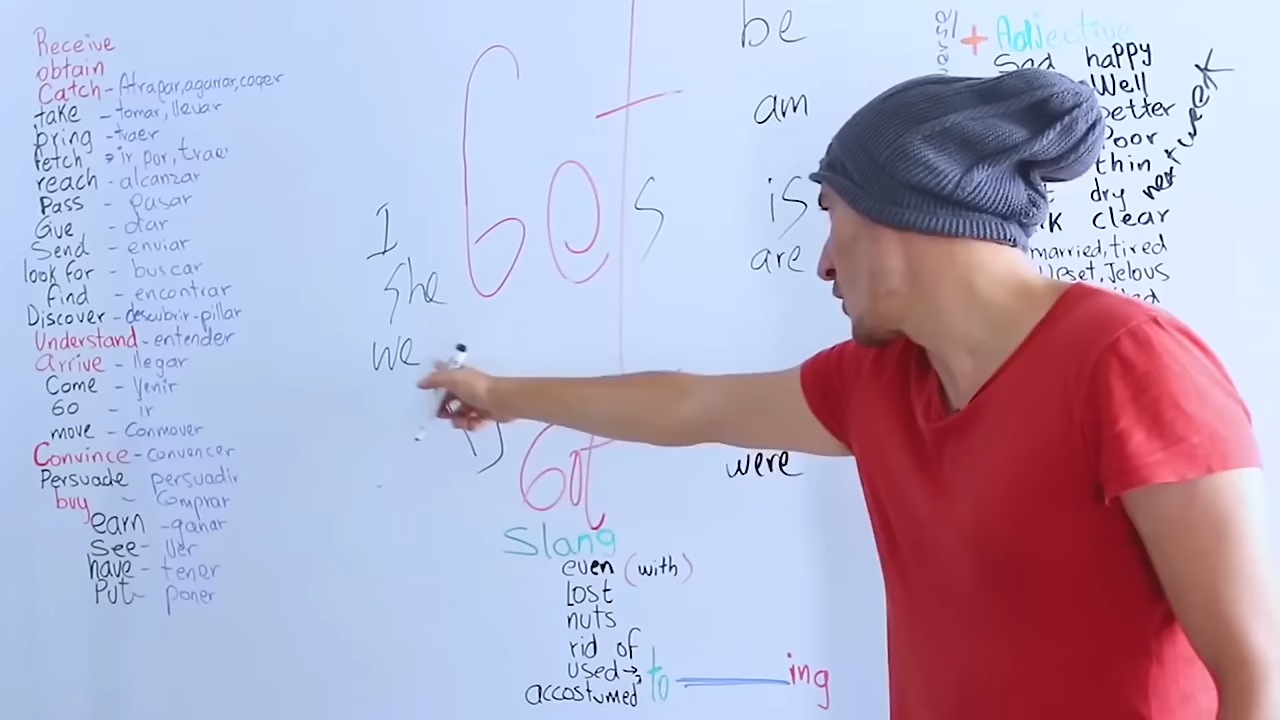 Receive
obtain
Catch - Atrapar, agarrar, coger
take - tomar, llevar
bring - traer
fetch → ir por, traer
reach - alcanzar
Pass - pasar
Give - dar
Send - enviar
look for - buscar
find - encontrar
Discover - descubrir - pillar
Understand - entender
arrive - llegar
Come - Venir
Go - ir
move - Conmover
Convince - convencer
Persuade persuadir
buy - Comprar
earn - ganar
see - Ver
have - tener
Put - poner
Get s
I
she
we
Got
Slang
even (with)
lost
nuts
rid of
used → to ing
accostumed
be
am
is
are
were
+ Adjective
Sad happy
Well
better
Poor
thin
dry
clear
married, tired
Upset, Jelous
week